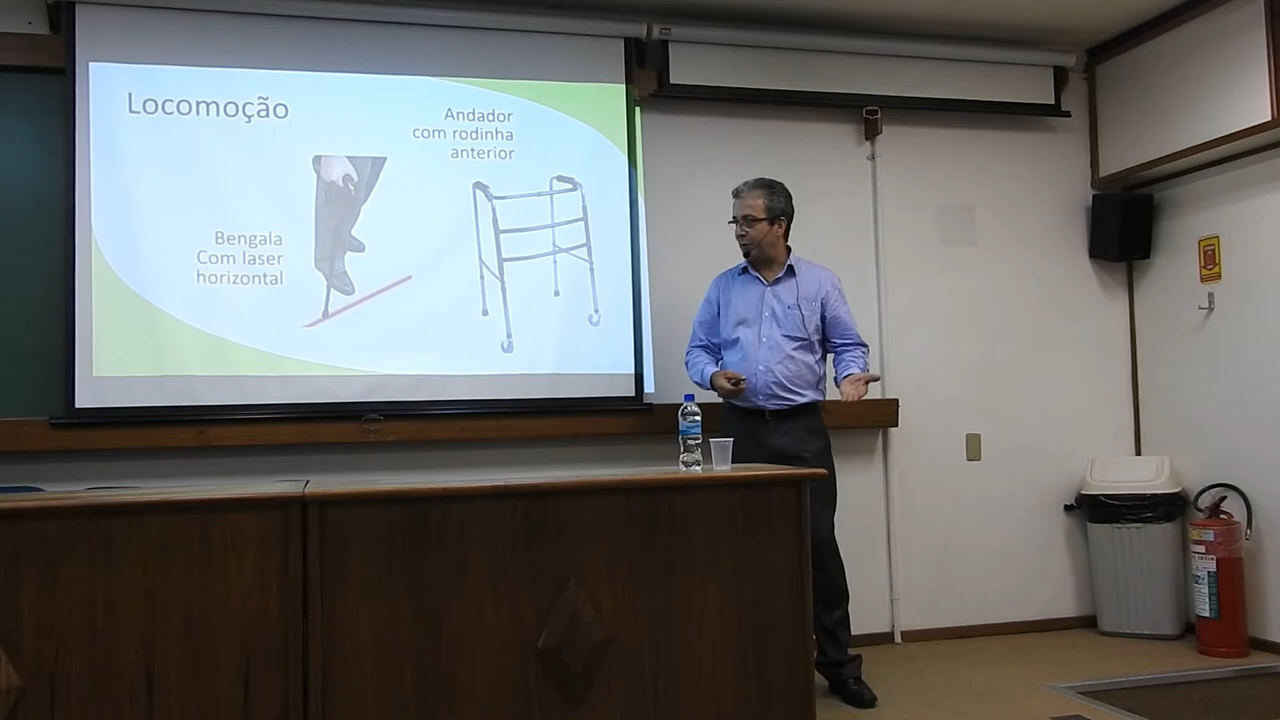 Locomoção
Andador
com rodinha
anterior
Bengala
Com laser
horizontal